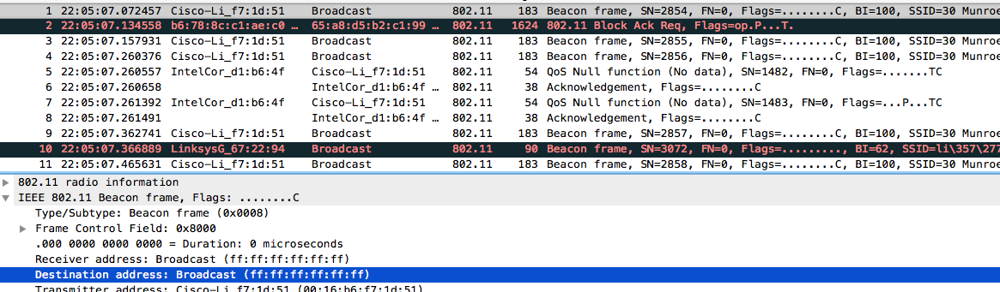 1 22:05:07.072457 Cisco-Li_f7:1d:51 Broadcast 802.11 183 Beacon frame, SN=2854, FN=0, Flags=........C, BI=100, SSID=30 Munroe
2 22:05:07.134558 b6:78:8c:c1:ae:c0 … 65:a8:d5:b2:c1:99 … 802.11 1624 802.11 Block Ack Req, Flags=op.P...T.
3 22:05:07.157931 Cisco-Li_f7:1d:51 Broadcast 802.11 183 Beacon frame, SN=2855, FN=0, Flags=........C, BI=100, SSID=30 Munroe
4 22:05:07.260376 Cisco-Li_f7:1d:51 Broadcast 802.11 183 Beacon frame, SN=2856, FN=0, Flags=........C, BI=100, SSID=30 Munroe
5 22:05:07.260557 IntelCor_d1:b6:4f Cisco-Li_f7:1d:51 802.11 54 QoS Null function (No data), SN=1482, FN=0, Flags=.......TC
6 22:05:07.260658 IntelCor_d1:b6:4f … 802.11 38 Acknowledgement, Flags=........C
7 22:05:07.261392 IntelCor_d1:b6:4f Cisco-Li_f7:1d:51 802.11 54 QoS Null function (No data), SN=1483, FN=0, Flags=...P...TC
8 22:05:07.261491 IntelCor_d1:b6:4f … 802.11 38 Acknowledgement, Flags=........C
9 22:05:07.362741 Cisco-Li_f7:1d:51 Broadcast 802.11 183 Beacon frame, SN=2857, FN=0, Flags=........C, BI=100, SSID=30 Munroe
10 22:05:07.366889 LinksysG_67:22:94 Broadcast 802.11 90 Beacon frame, SN=3072, FN=0, Flags=........., BI=62, SSID=li\357\277
11 22:05:07.465631 Cisco-Li_f7:1d:51 Broadcast 802.11 183 Beacon frame, SN=2858, FN=0, Flags=........C, BI=100, SSID=30 Munroe
802.11 radio information
IEEE 802.11 Beacon frame, Flags: ........C
Type/Subtype: Beacon frame (0x0008)
Frame Control Field: 0x8000
.000 0000 0000 0000 = Duration: 0 microseconds
Receiver address: Broadcast (ff:ff:ff:ff:ff:ff)
Destination address: Broadcast (ff:ff:ff:ff:ff:ff)
Transmitter address: Cisco-Li_f7:1d:51 (00:16:b6:f7:1d:51)